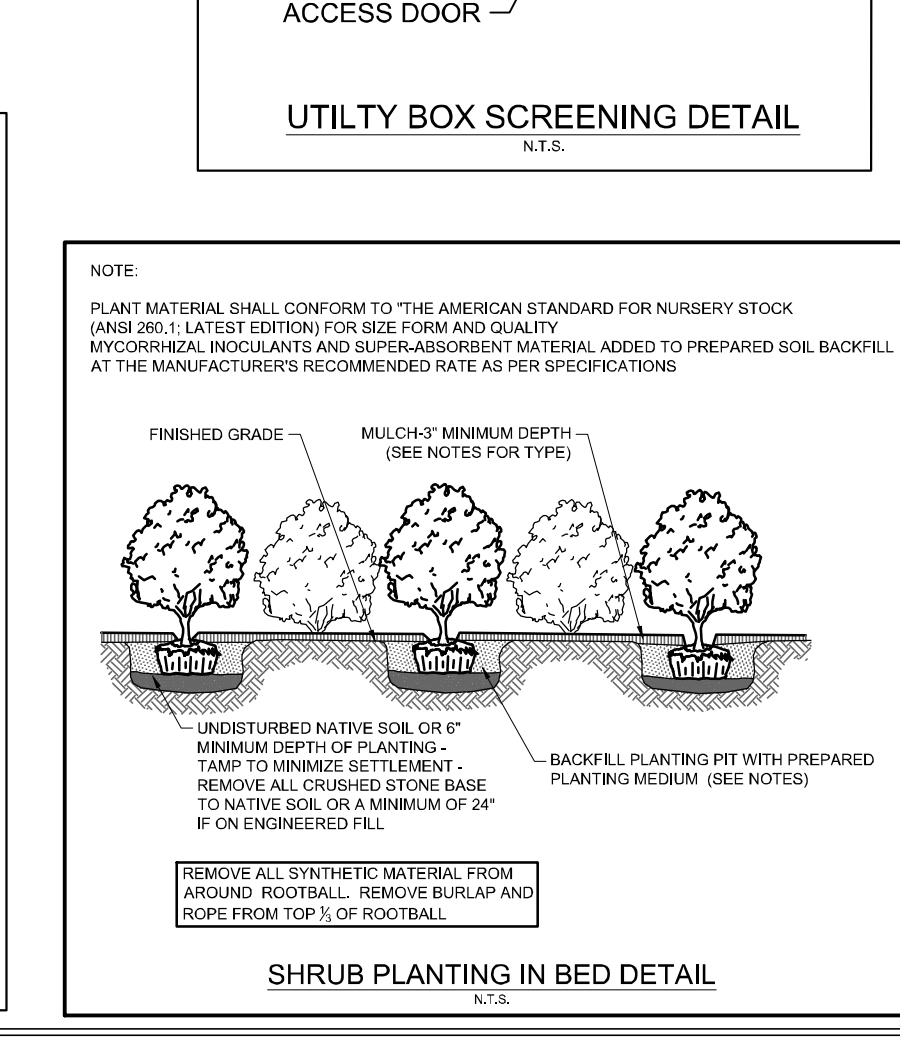 ACCESS DOOR
UTILTY BOX SCREENING DETAIL
N.T.S.
NOTE:
PLANT MATERIAL SHALL CONFORM TO "THE AMERICAN STANDARD FOR NURSERY STOCK
(ANSI 260.1; LATEST EDITION) FOR SIZE FORM AND QUALITY
MYCORRHIZAL INOCULANTS AND SUPER-ABSORBENT MATERIAL ADDED TO PREPARED SOIL BACKFILL
AT THE MANUFACTURER'S RECOMMENDED RATE AS PER SPECIFICATIONS
FINISHED GRADE
MULCH-3" MINIMUM DEPTH
(SEE NOTES FOR TYPE)
UNDISTURBED NATIVE SOIL OR 6"
MINIMUM DEPTH OF PLANTING -
TAMP TO MINIMIZE SETTLEMENT -
REMOVE ALL CRUSHED STONE BASE
TO NATIVE SOIL OR A MINIMUM OF 24"
IF ON ENGINEERED FILL
BACKFILL PLANTING PIT WITH PREPARED
PLANTING MEDIUM (SEE NOTES)
REMOVE ALL SYNTHETIC MATERIAL FROM
AROUND ROOTBALL. REMOVE BURLAP AND
ROPE FROM TOP ⅓ OF ROOTBALL
SHRUB PLANTING IN BED DETAIL
N.T.S.